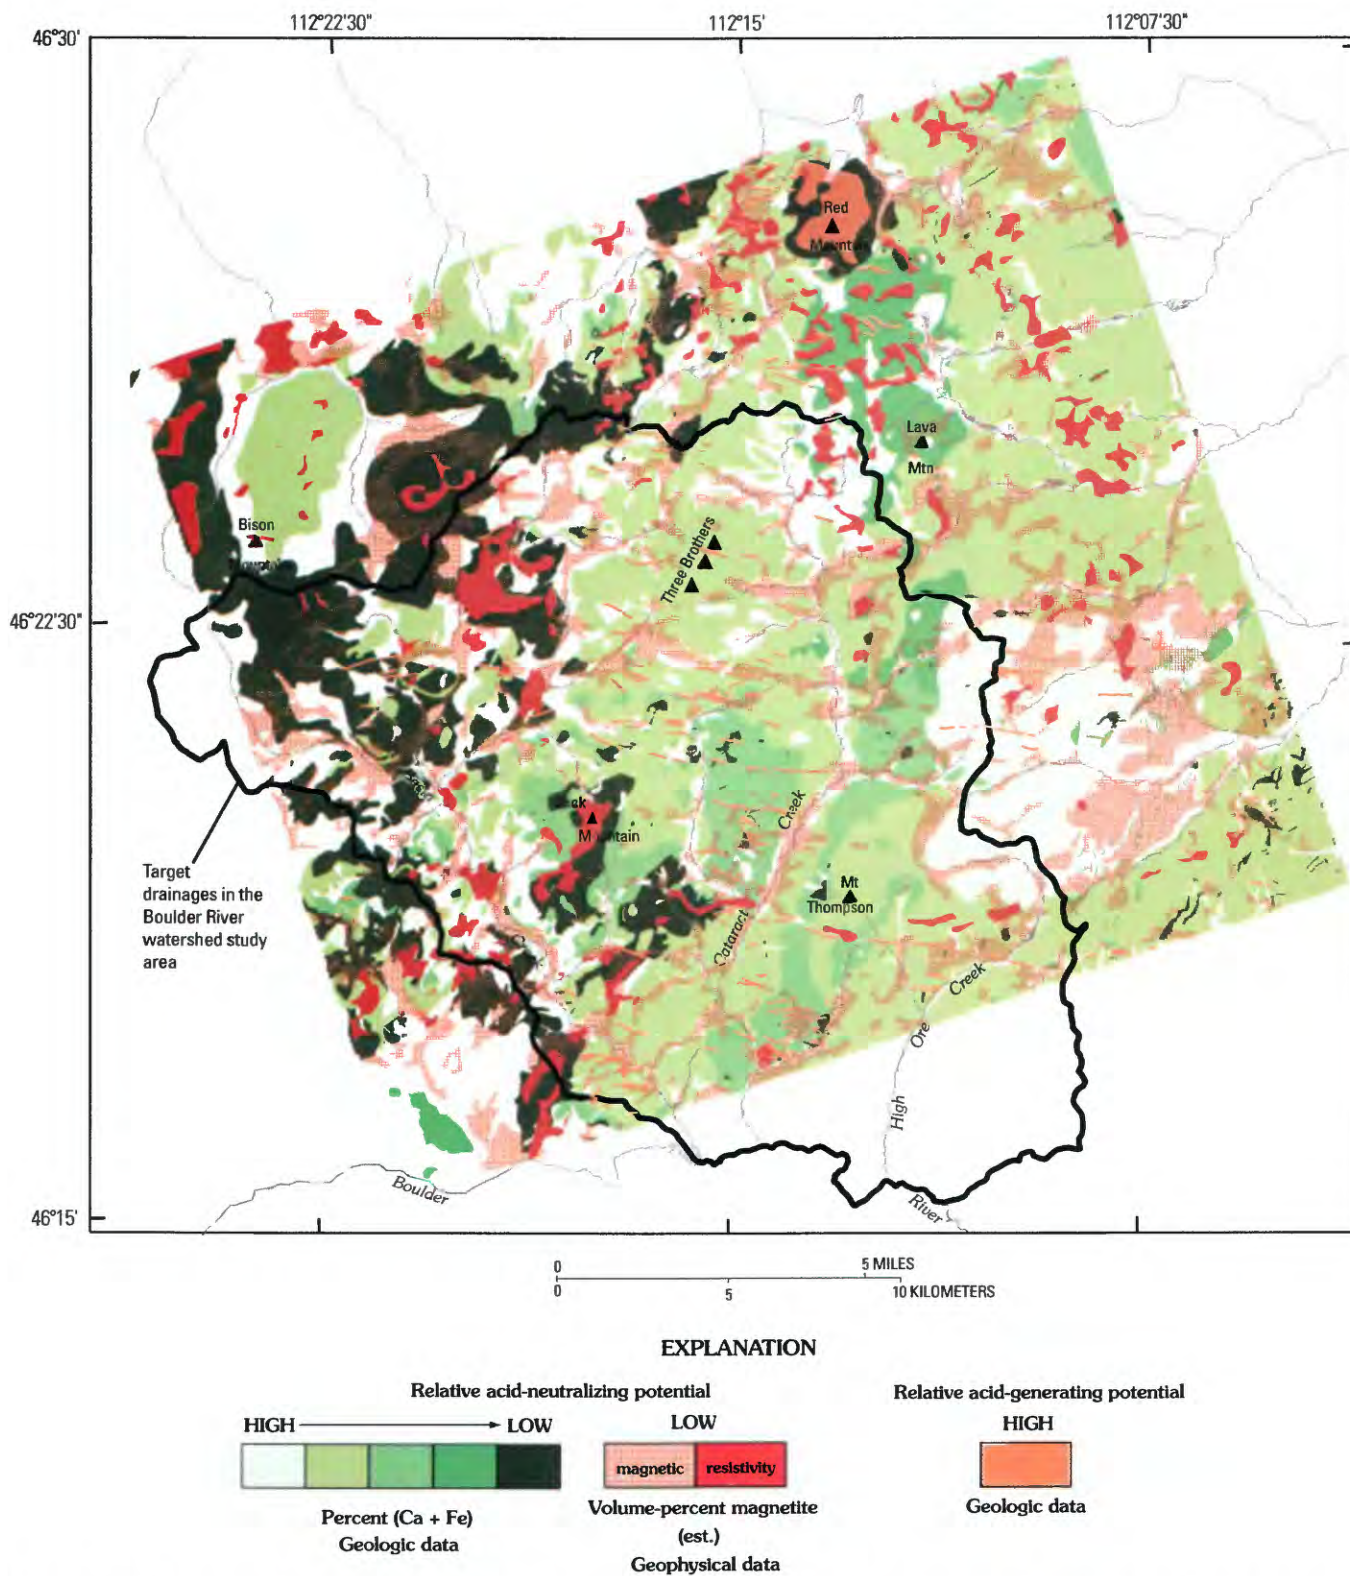 112°22'30"
112°15'
112°07'30"
46°30'
Red
Mountain
Lava
Mtn
Bison
Three Brothers
46°22'30"
Creek
Mountain
Mt
Thompson
Cataract
Creek
Ore
High
Target
drainages in the
Boulder River
watershed study
area
Boulder
River
46°15'
0
5 MILES
0
5
10 KILOMETERS
EXPLANATION
Relative acid-neutralizing potential
Relative acid-generating potential
HIGH
LOW
LOW
HIGH
magnetic
resistivity
Percent (Ca + Fe)
Geologic data
Volume-percent magnetite
(est.)
Geophysical data
Geologic data